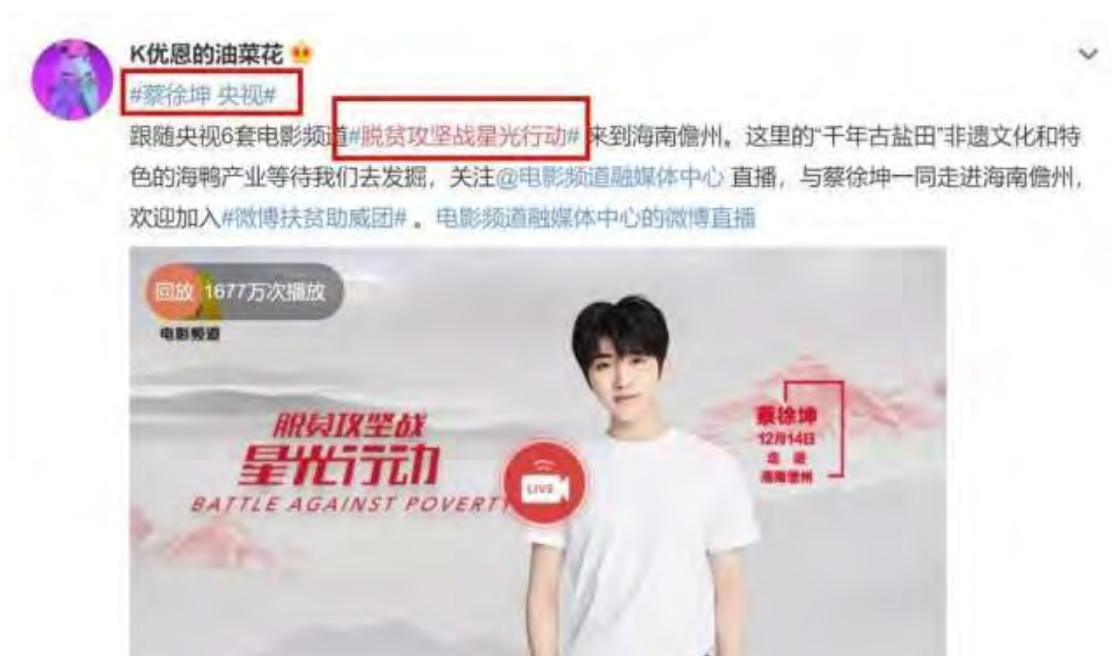 K优恩的油菜花
#蔡徐坤 央视#
跟随央视6套电影频道#脱贫攻坚战星光行动# 来到海南儋州。这里的“千年古盐田”非遗文化和特
色的海鸭产业等待我们去发掘，关注@电影频道融媒体中心 直播，与蔡徐坤一同走进海南儋州，
欢迎加入#微博扶贫助威团# 。电影频道融媒体中心的微博直播
回放 1677万次播放
电影频道
脱贫攻坚战
星光行动
BATTLE AGAINST POVERTY
LIVE
蔡徐坤
12月14日
走进
海南儋州